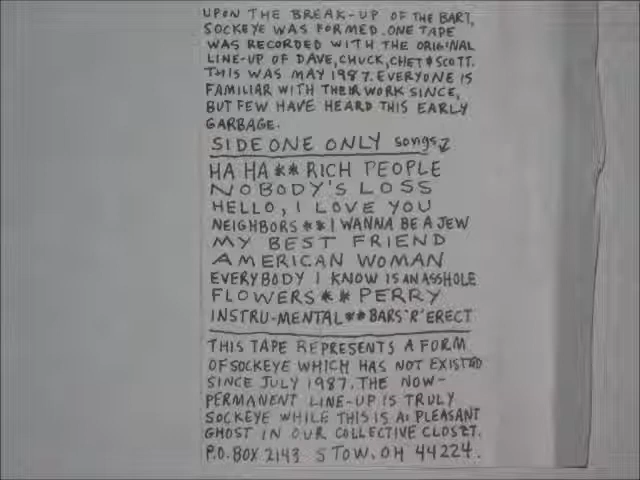 UPON THE BREAK-UP OF THE BART,
SOCKEYE WAS FORMED. ONE TAPE
WAS RECORDED WITH THE ORIGINAL
LINE-UP OF DAVE, CHUCK, CHET & SCOTT.
THIS WAS MAY 1987. EVERYONE IS
FAMILIAR WITH THEIR WORK SINCE,
BUT FEW HAVE HEARD THIS EARLY
GARBAGE.
SIDE ONE ONLY songs
HA HA ** RICH PEOPLE
NOBODY'S LOSS
HELLO, I LOVE YOU
NEIGHBORS ** I WANNA BE A JEW
MY BEST FRIEND
AMERICAN WOMAN
EVERYBODY I KNOW IS AN ASSHOLE
FLOWERS ** PERRY
INSTRU-MENTAL ** BARS 'R' ERECT
THIS TAPE REPRESENTS A FORM
OF SOCKEYE WHICH HAS NOT EXISTED
SINCE JULY 1987. THE NOW-
PERMANENT LINE-UP IS TRULY
SOCKEYE WHILE THIS IS A PLEASANT
GHOST IN OUR COLLECTIVE CLOSET.
P.O. BOX 2143 STOW, OH 44224.